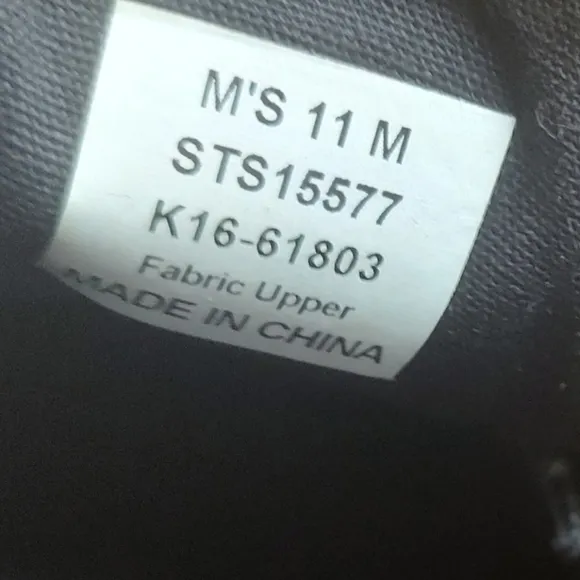 M'S 11 M
STS15577
K16-61803
Fabric Upper
MADE IN CHINA